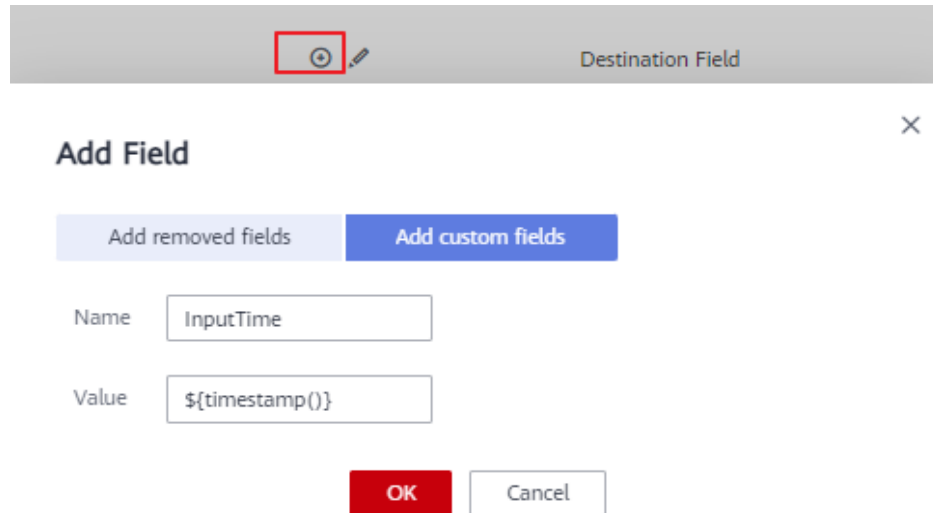 Destination Field
Add Field
Add removed fields
Add custom fields
Name
InputTime
Value
${timestamp()}
OK
Cancel